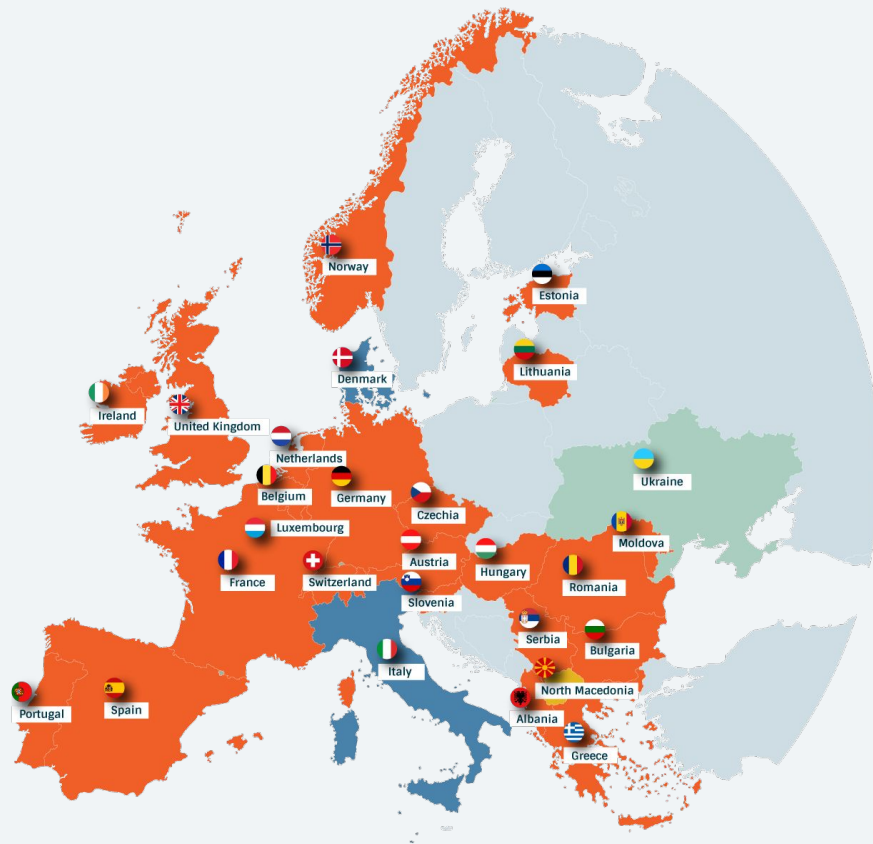 Norway
Estonia
Lithuania
Denmark
Ireland
United Kingdom
Netherlands
Ukraine
Belgium
Germany
Czechia
Luxembourg
Moldova
Austria
France
Switzerland
Hungary
Romania
Slovenia
Serbia
Bulgaria
Italy
North Macedonia
Portugal
Spain
Albania
Greece